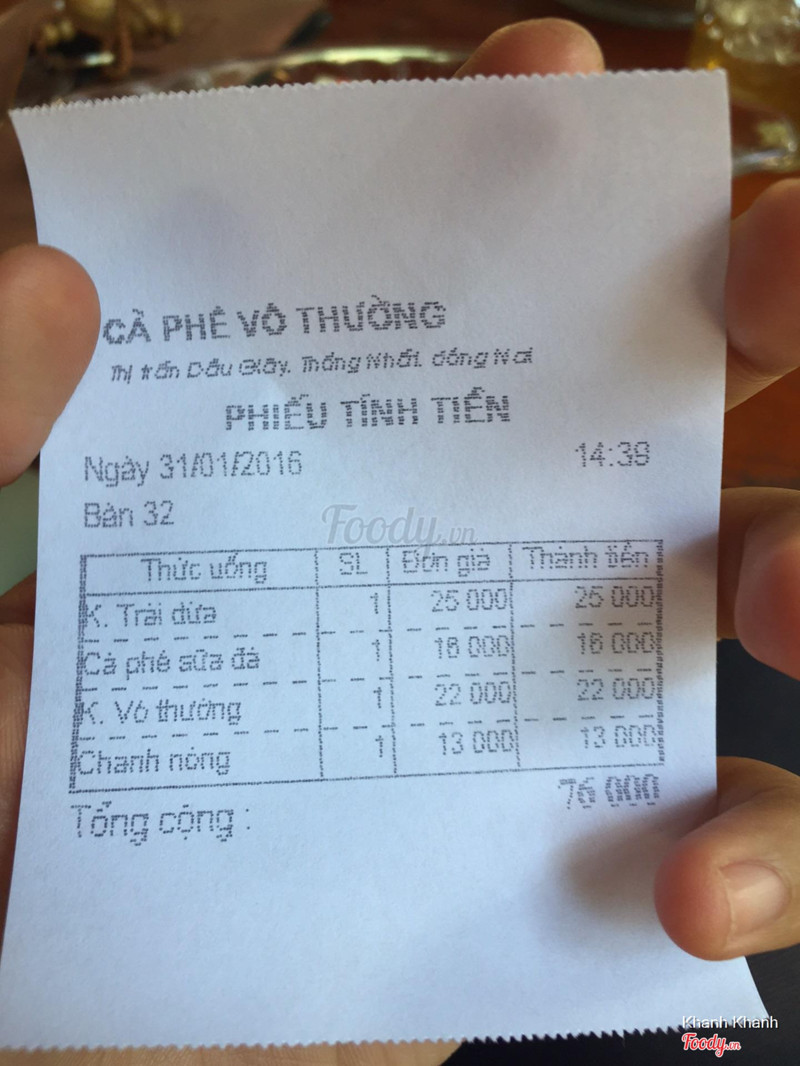 CÀ PHÊ VÔ THƯỜNG
Thị trấn Dầu Giây. Thống Nhất. Đồng Nai
PHIẾU TÍNH TIỀN
Ngày 31/01/2016 14:38
Bàn 32
Foody.vn
Thức uống SL Đơn giá Thành tiền
K. Trái dừa 1 25 000 25 000
Cà phê sữa đá 1 16 000 16 000
K. Vô thường 1 22 000 22 000
Chanh nóng 1 13 000 13 000
Tổng cộng : 76 000
Khanh Khanh
Foody.vn